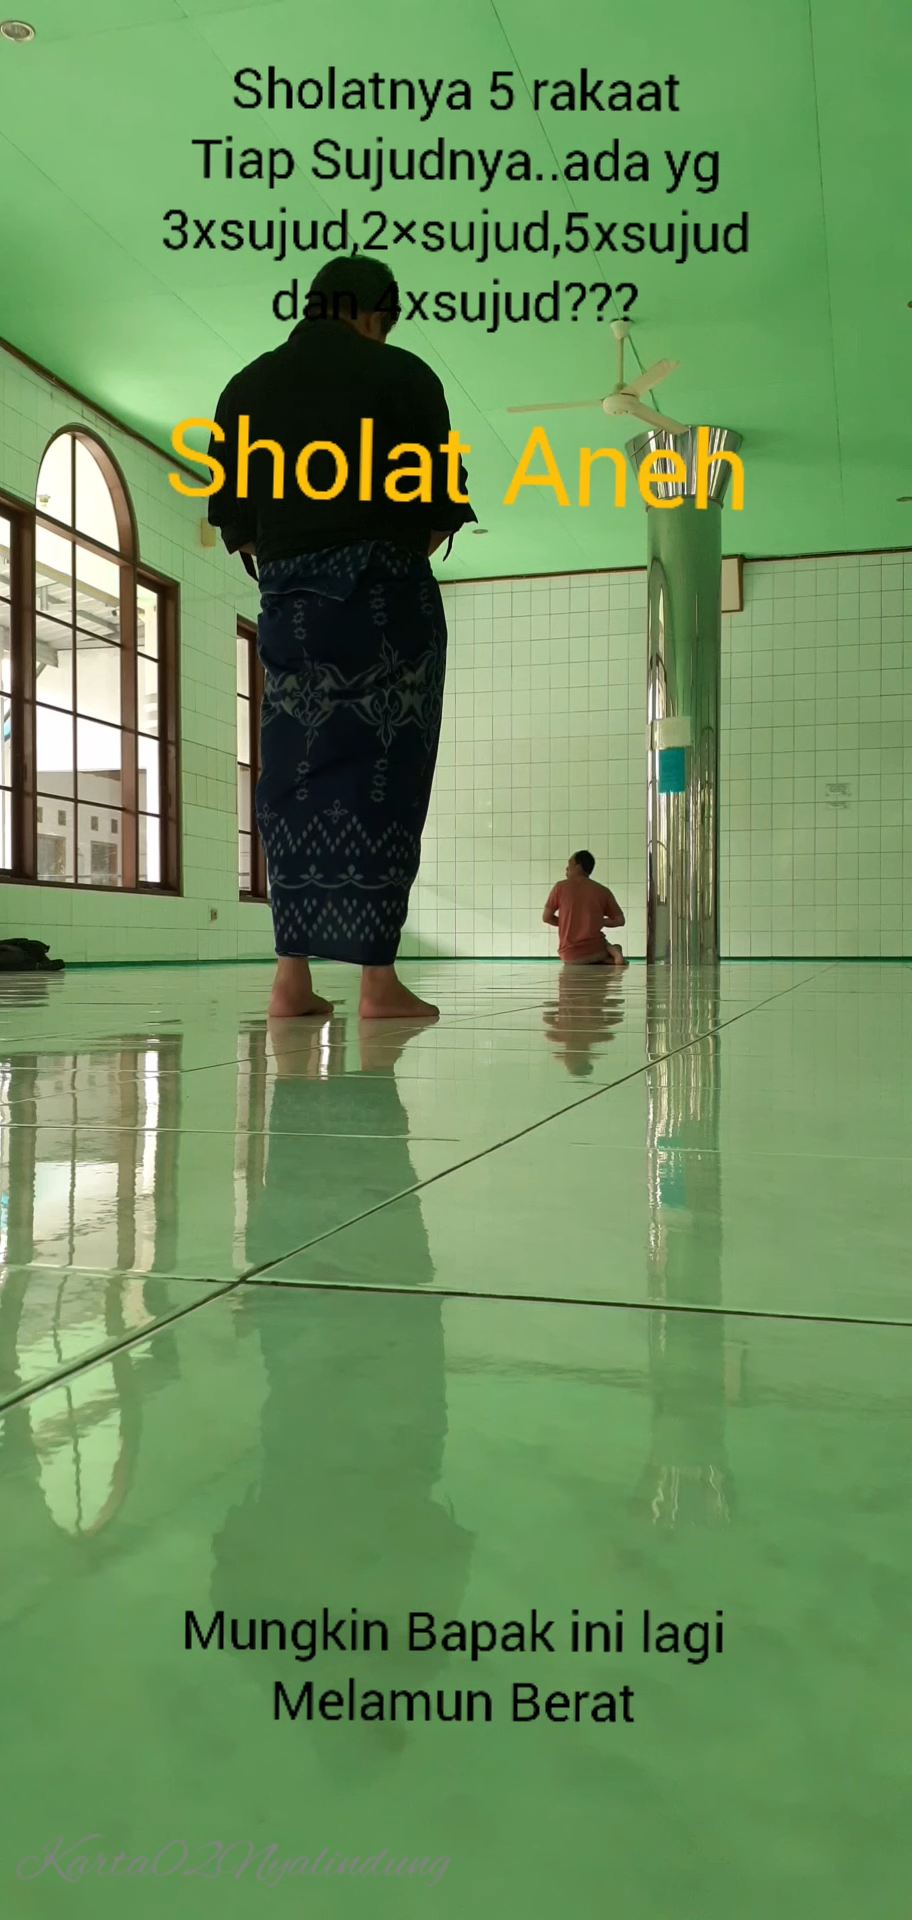 Sholatnya 5 rakaat
Tiap Sujudnya..ada yg
3xsujud,2×sujud,5xsujud
dan 4xsujud???
Sholat Aneh
Mungkin Bapak ini lagi
Melamun Berat
Karta02Nyalindung